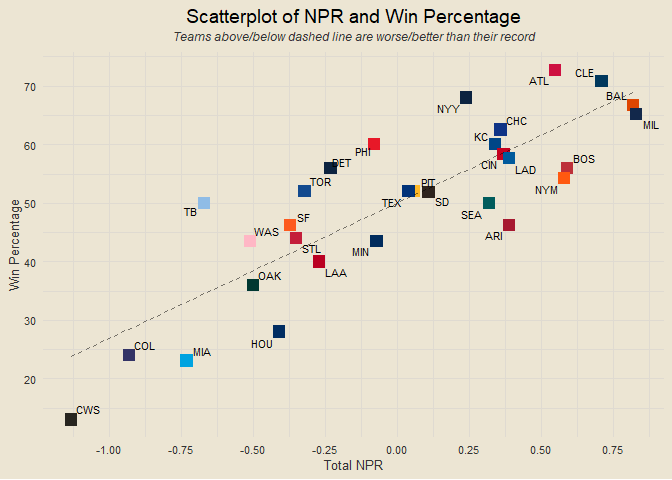 Scatterplot of NPR and Win Percentage
Teams above/below dashed line are worse/better than their record
70
60
50
40
30
20
Win Percentage
ATL
CLE
BAL
MIL
NYY
CHC
KC
CIN
LAD
BOS
NYM
PHI
DET
TOR
TB
TEX
PIT
SD
SEA
ARI
SF
WAS
STL
MIN
LAA
OAK
HOU
COL
MIA
CWS
-1.00 -0.75 -0.50 -0.25 0.00 0.25 0.50 0.75
Total NPR